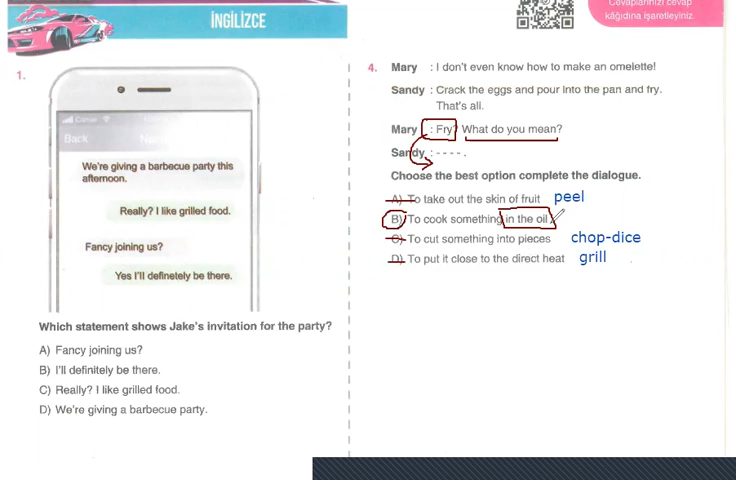 İNGİLİZCE
Cevaplarınızı cevap
kâğıdına işaretleyiniz.
1.
Back
We're giving a barbecue party this
afternoon.
Really? I like grilled food.
Fancy joining us?
Yes I'll definetely be there.
Which statement shows Jake's invitation for the party?
A) Fancy joining us?
B) I'll definitely be there.
C) Really? I like grilled food.
D) We're giving a barbecue party.
4. Mary : I don't even know how to make an omelette!
Sandy : Crack the eggs and pour into the pan and fry.
That's all.
Mary : Fry? What do you mean?
Sandy : - - - - .
Choose the best option complete the dialogue.
A) To take out the skin of fruit peel
B) To cook something in the oil
C) To cut something into pieces chop-dice
D) To put it close to the direct heat grill